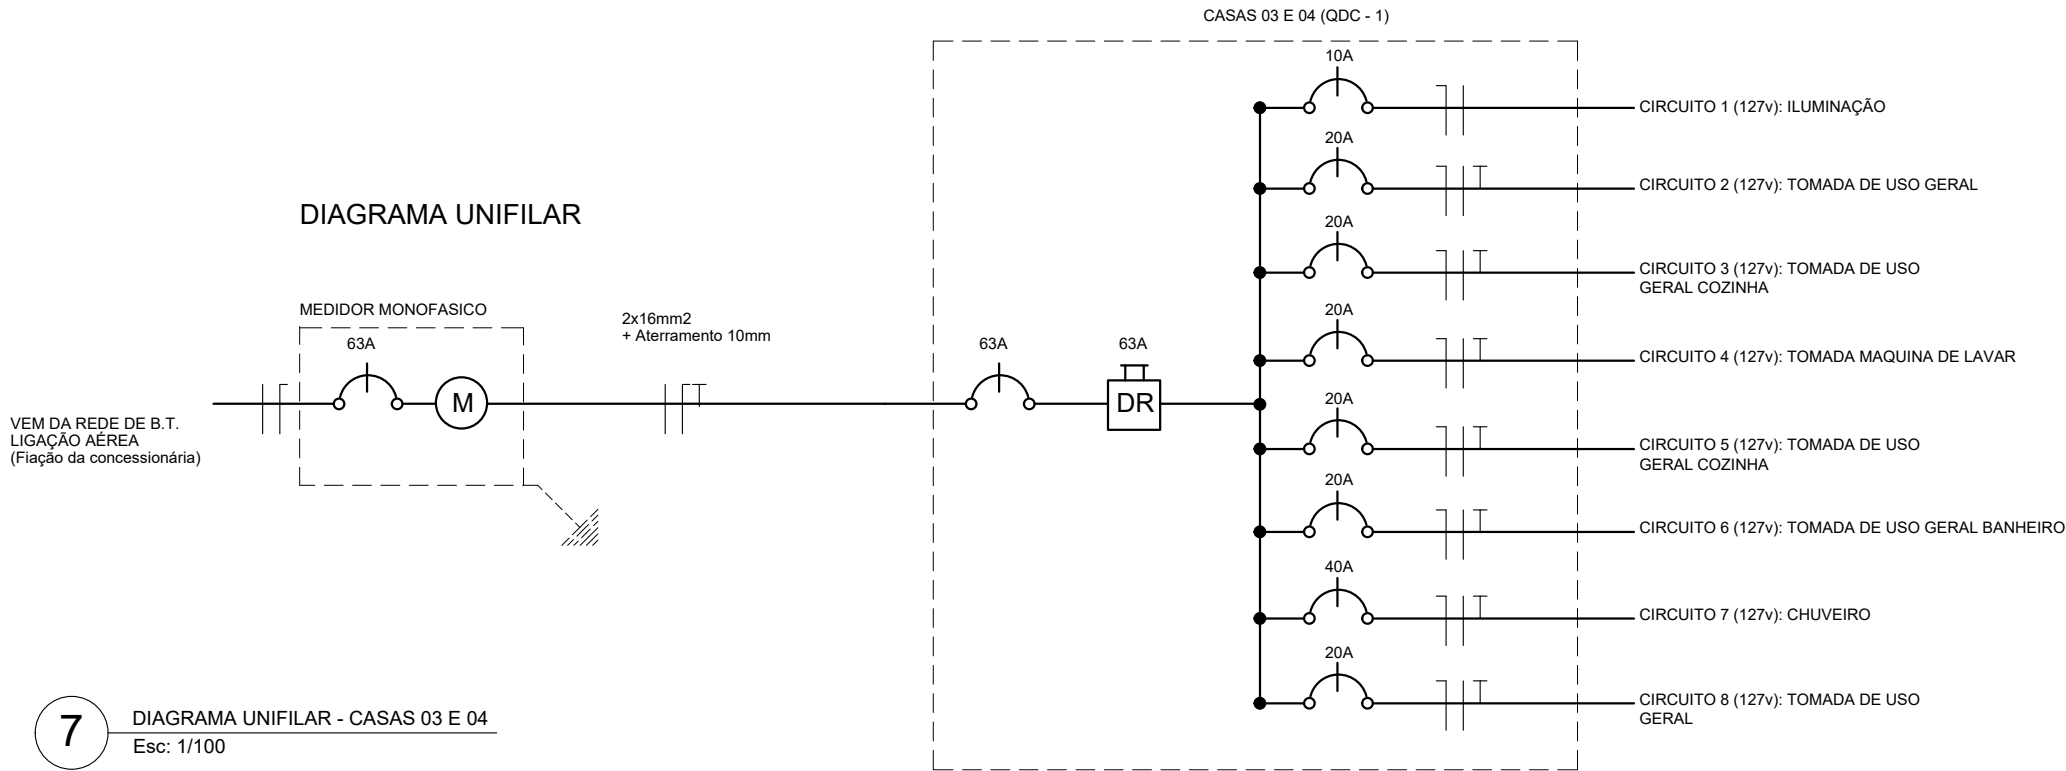 CASAS 03 E 04 (QDC - 1)
10A
CIRCUITO 1 (127v): ILUMINAÇÃO
20A
CIRCUITO 2 (127v): TOMADA DE USO GERAL
DIAGRAMA UNIFILAR
20A
CIRCUITO 3 (127v): TOMADA DE USO
GERAL COZINHA
MEDIDOR MONOFASICO
63A
M
2x16mm2
+ Aterramento 10mm
63A
63A
DR
20A
CIRCUITO 4 (127v): TOMADA MAQUINA DE LAVAR
VEM DA REDE DE B.T.
LIGAÇÃO AÉREA
(Fiação da concessionária)
20A
CIRCUITO 5 (127v): TOMADA DE USO
GERAL COZINHA
20A
CIRCUITO 6 (127v): TOMADA DE USO GERAL BANHEIRO
40A
CIRCUITO 7 (127v): CHUVEIRO
20A
CIRCUITO 8 (127v): TOMADA DE USO
GERAL
7
DIAGRAMA UNIFILAR - CASAS 03 E 04
Esc: 1/100